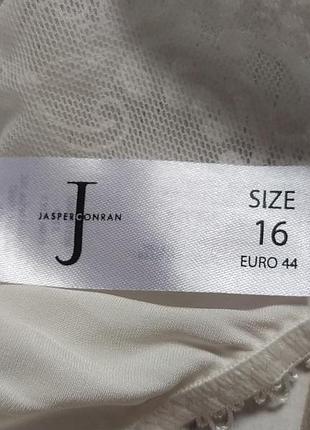 J
JASPERCONRAN
SIZE
16
EURO 44